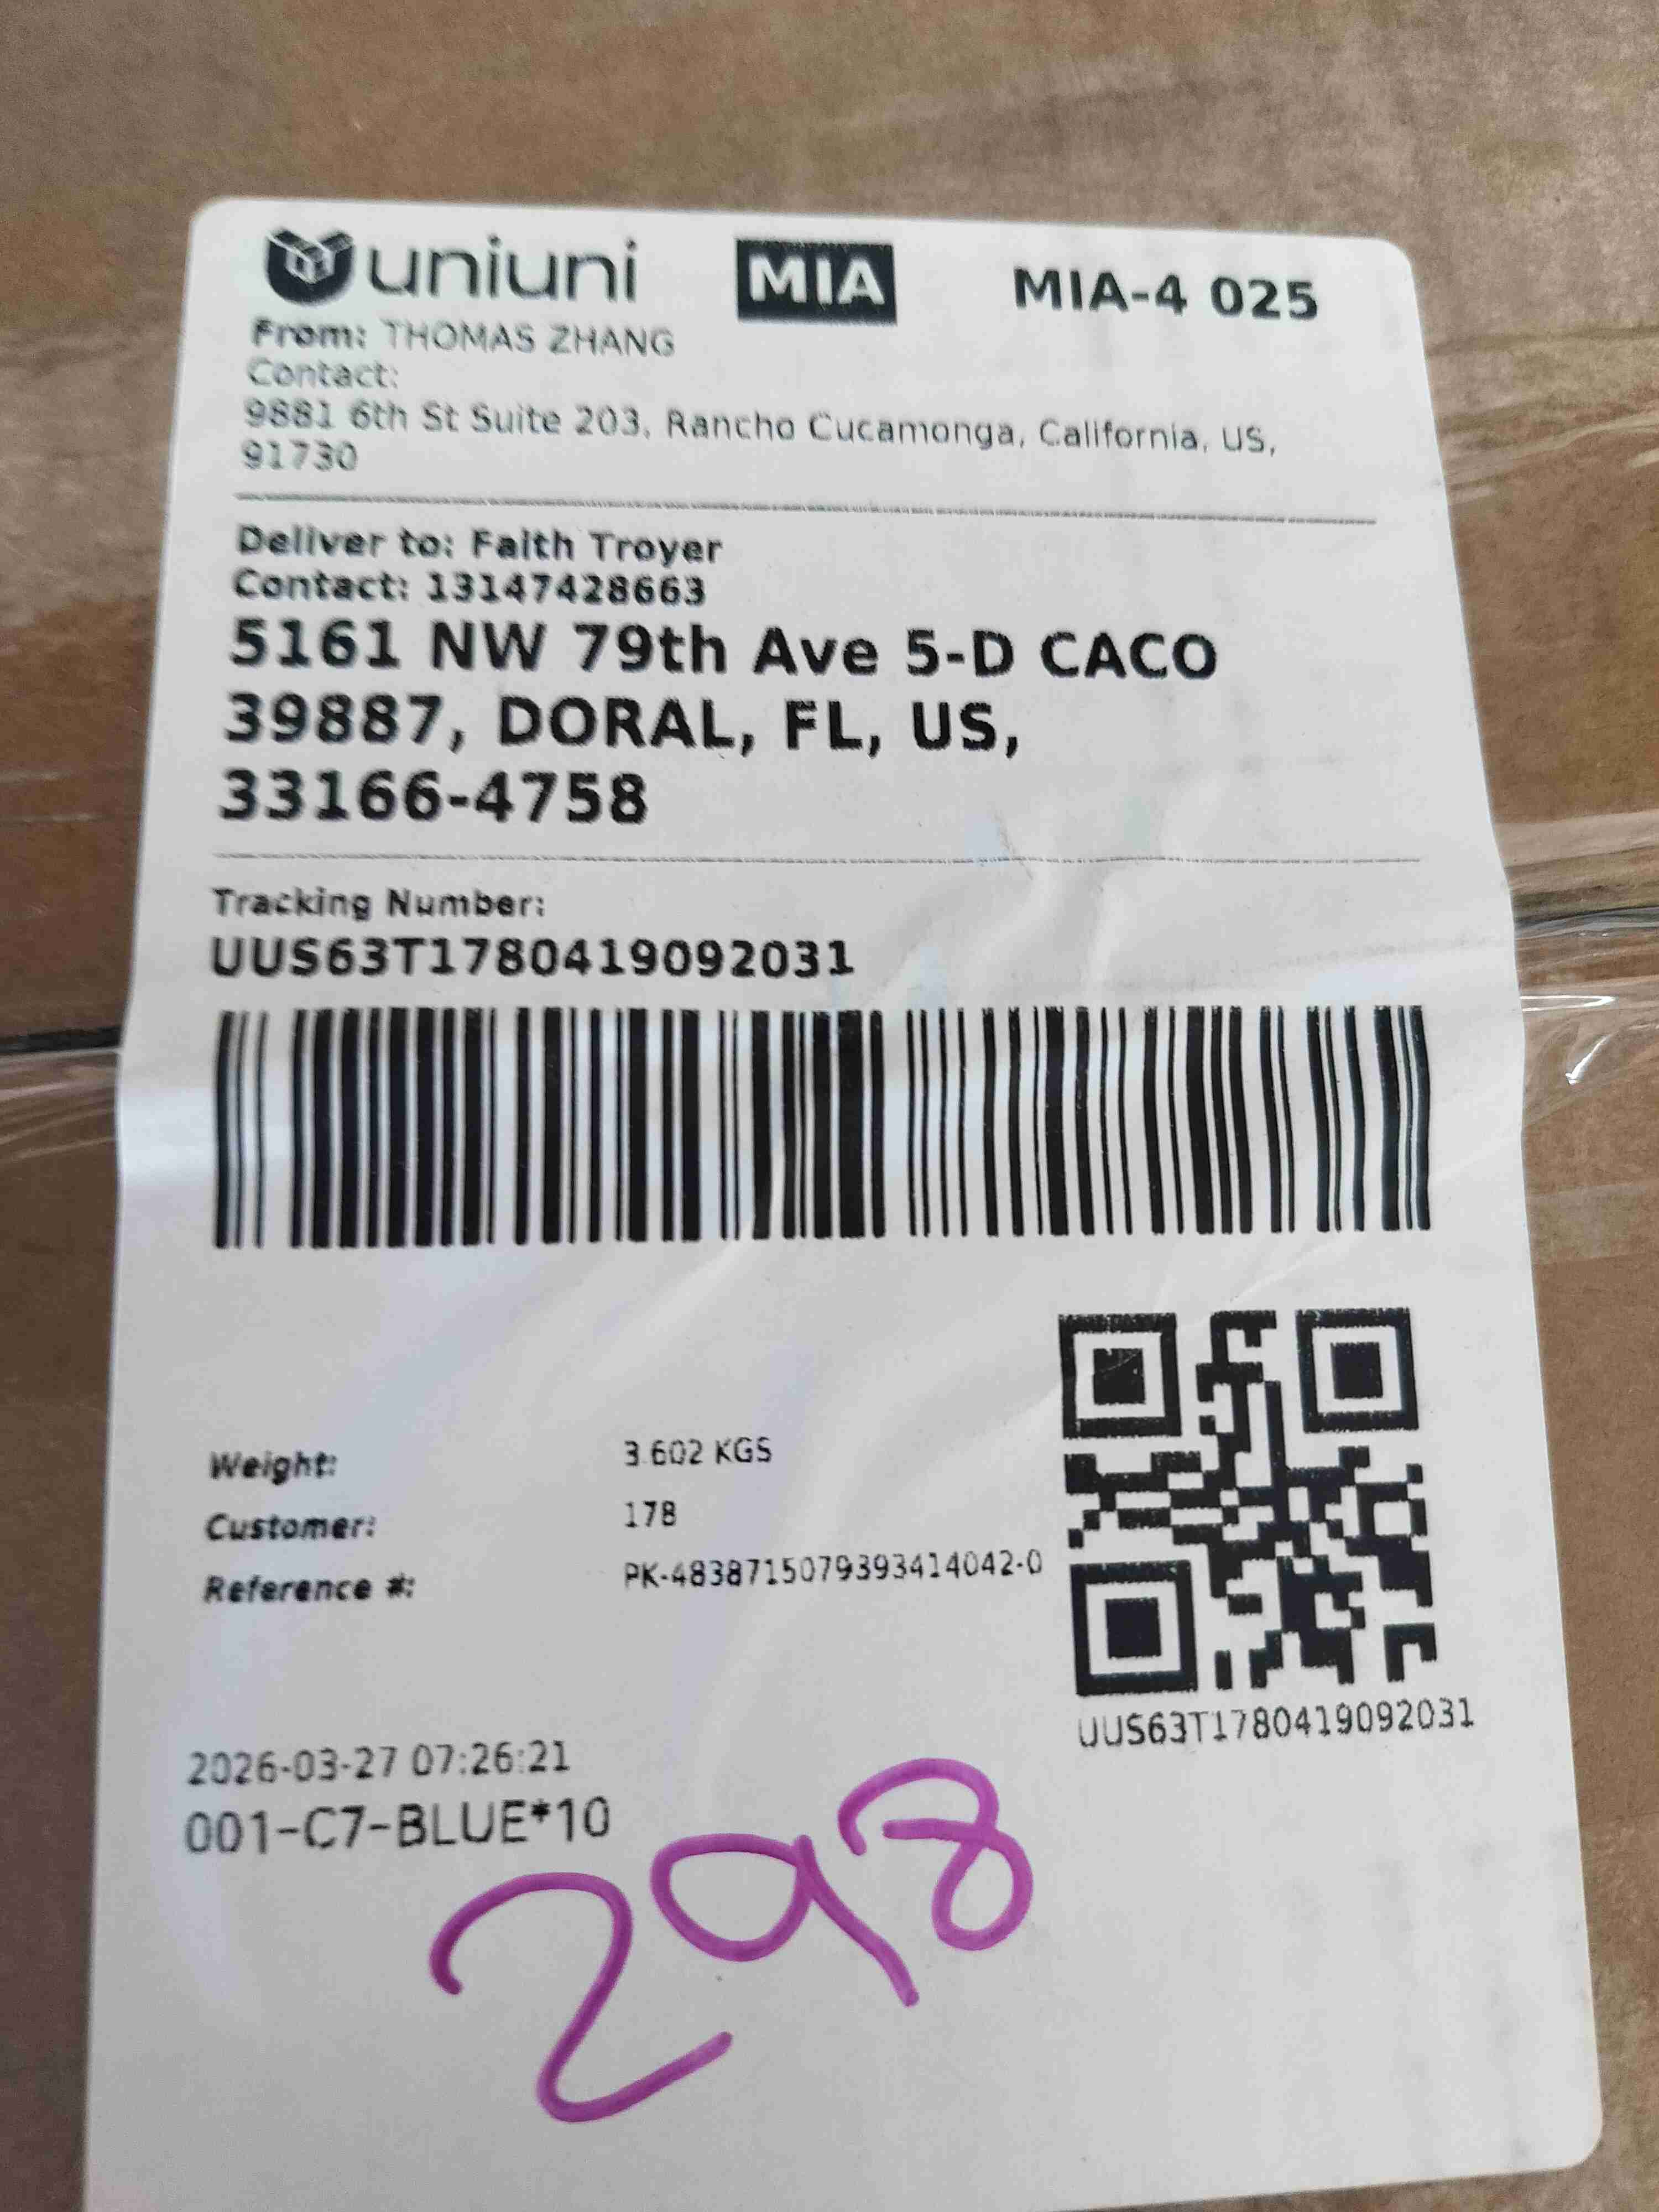 uniuni MIA MIA-4 025
From: THOMAS ZHANG
Contact:
9881 6th St Suite 203, Rancho Cucamonga, California, US,
91730
Deliver to: Faith Troyer
Contact: 13147428663
5161 NW 79th Ave 5-D CACO
39887, DORAL, FL, US,
33166-4758
Tracking Number:
UUS63T1780419092031
Weight: 3.602 KGS
Customer: 178
Reference #: PK-4838715079393414042-0
UUS63T1780419092031
2026-03-27 07:26:21
001-C7-BLUE*10
298